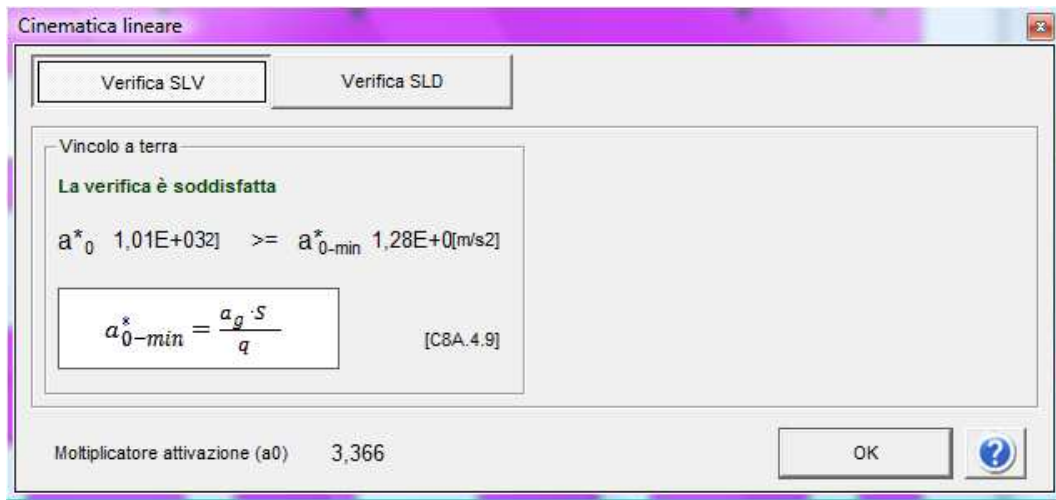 Cinematica lineare
Verifica SLV
Verifica SLD
Vincolo a terra
La verifica è soddisfatta
a*0 1,01E+032] >= a*0-min 1,28E+0[m/s2]
a*0−min = ag ·S / q
[C8A.4.9]
Moltiplicatore attivazione (a0) 3,366
OK
?